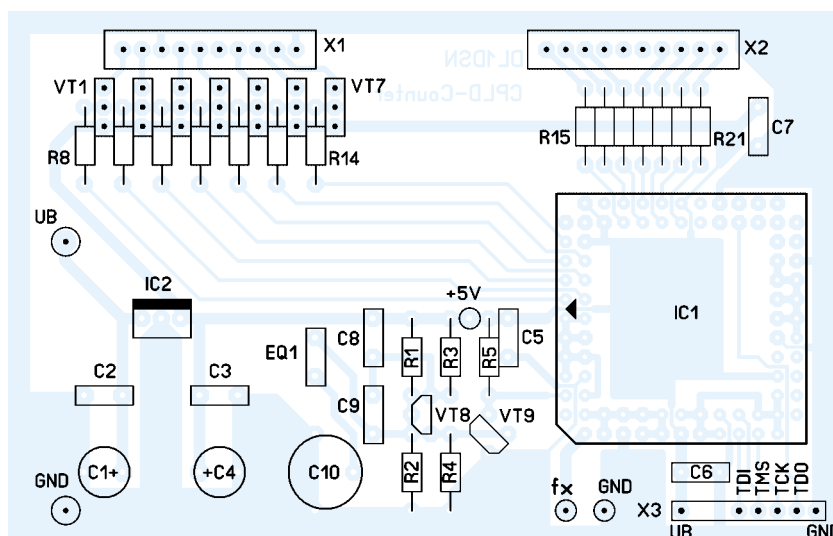 X1
DL1DSN
X2
VT1
VT7
CPLD-Counter
R8
R14
R15
R21
C7
UB
IC2
+5V
IC1
EQ1
C8
R1
R3
R5
C5
C2
C3
C9
VT8
VT9
C1+
+C4
C10
R2
R4
C6
TDI
TMS
TCK
TDO
GND
fx
GND
X3
UB
GND